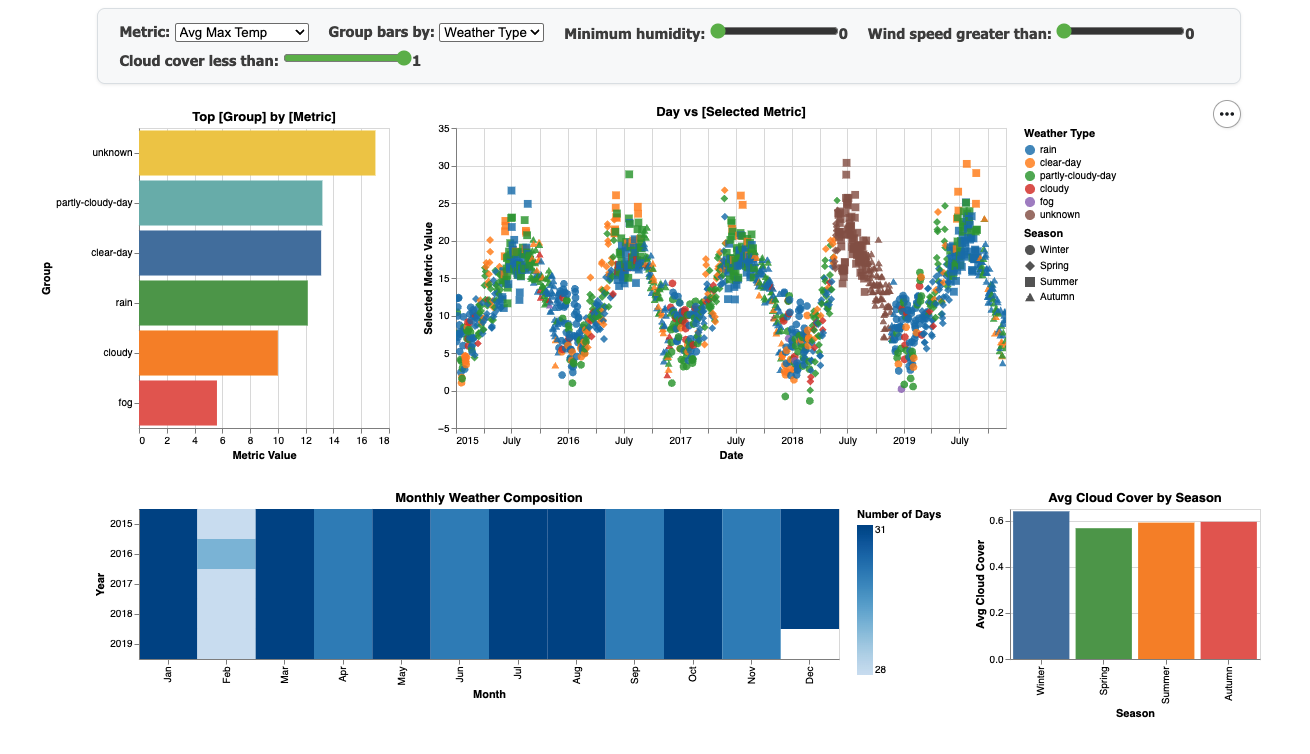 Metric: Avg Max Temp Group bars by: Weather Type Minimum humidity: 0 Wind speed greater than: 0
Cloud cover less than: 1
Top [Group] by [Metric]
Group
unknown
partly-cloudy-day
clear-day
rain
cloudy
fog
0 2 4 6 8 10 12 14 16 18
Metric Value
Day vs [Selected Metric]
Selected Metric Value
35
30
25
20
15
10
5
0
−5
2015 July 2016 July 2017 July 2018 July 2019 July
Date
Weather Type
rain
clear-day
partly-cloudy-day
cloudy
fog
unknown
Season
Winter
Spring
Summer
Autumn
Monthly Weather Composition
Year
2015
2016
2017
2018
2019
Jan Feb Mar Apr May Jun Jul Aug Sep Oct Nov Dec
Month
Number of Days
31
28
Avg Cloud Cover by Season
Avg Cloud Cover
0.6
0.4
0.2
0.0
Winter Spring Summer Autumn
Season